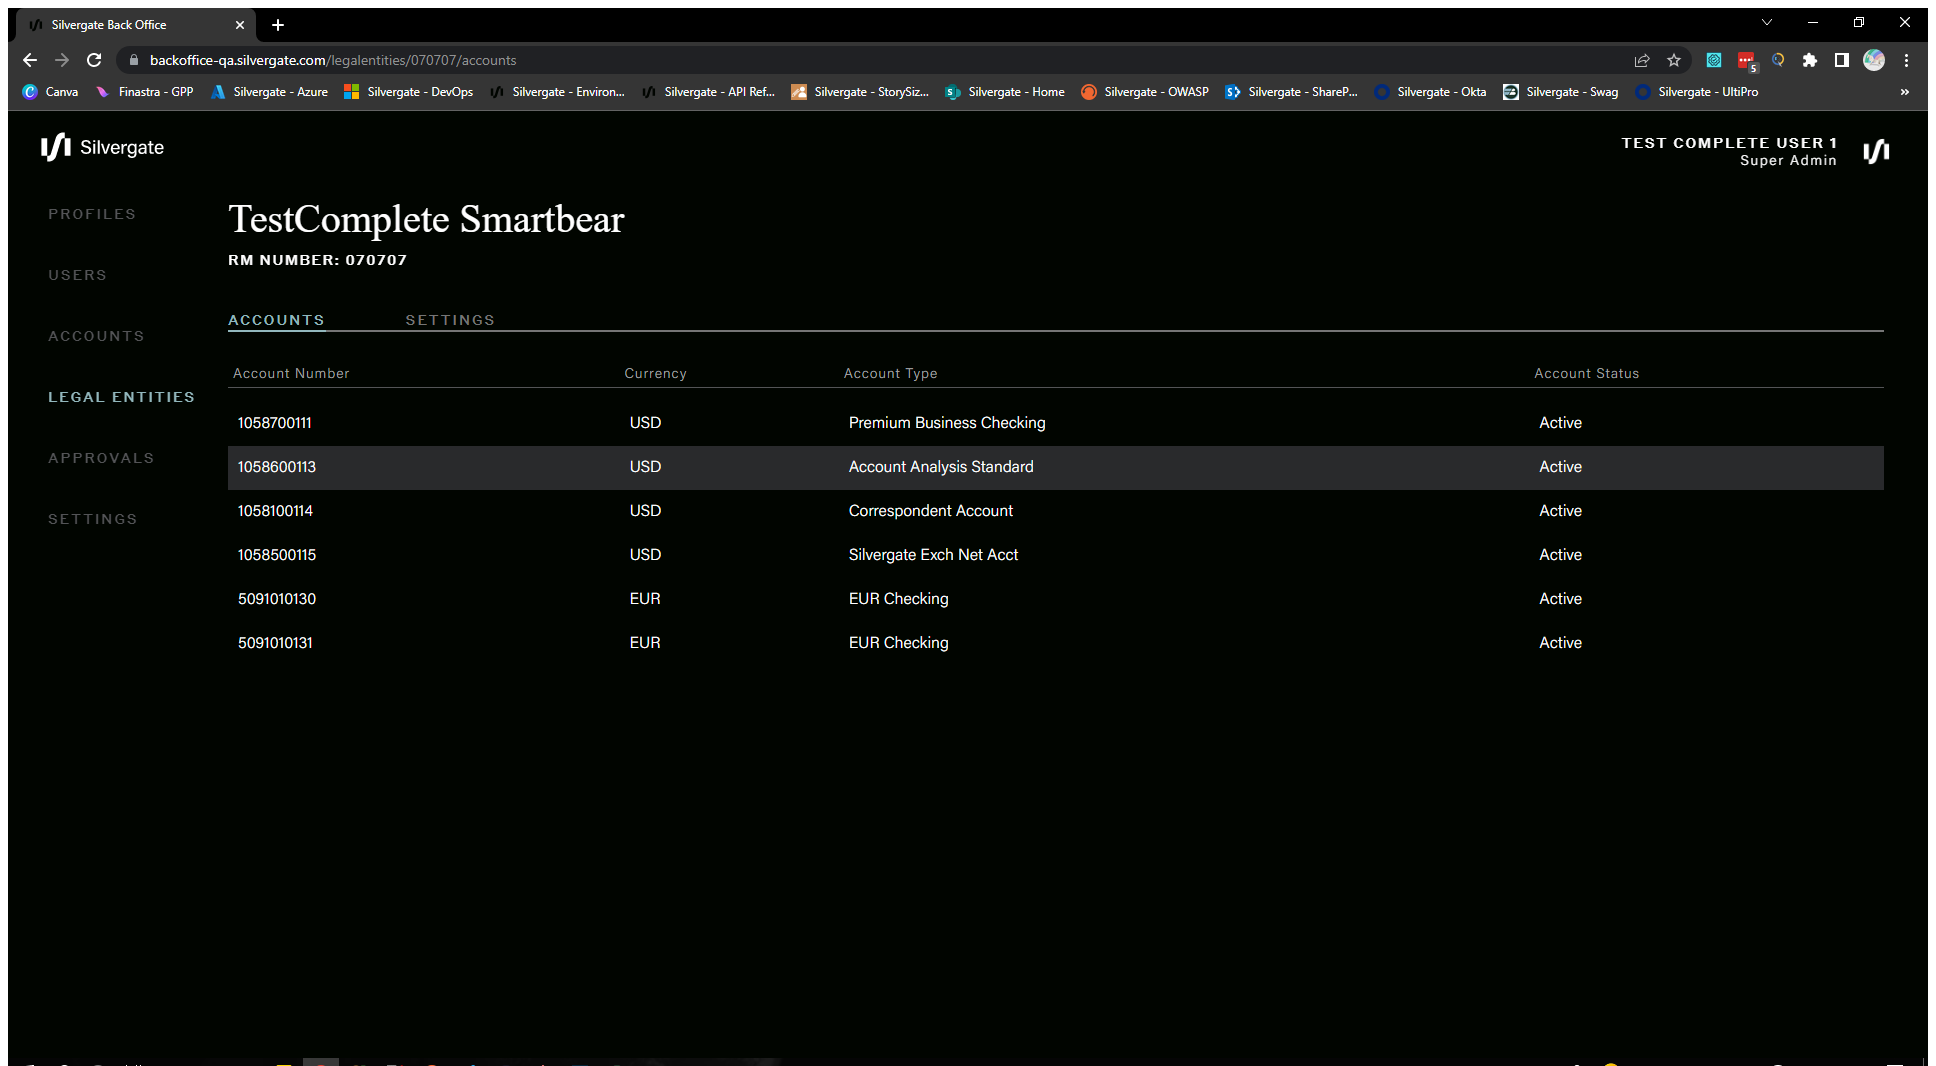 Silvergate Back Office
backoffice-qa.silvergate.com/legalentities/070707/accounts
5
Canva Finastra - GPP Silvergate - Azure Silvergate - DevOps Silvergate - Environ... Silvergate - API Ref... Silvergate - StorySiz... Silvergate - Home Silvergate - OWASP Silvergate - ShareP... Silvergate - Okta Silvergate - Swag Silvergate - UltiPro »
Silvergate
TEST COMPLETE USER 1
Super Admin
PROFILES
USERS
ACCOUNTS
LEGAL ENTITIES
APPROVALS
SETTINGS
TestComplete Smartbear
RM NUMBER: 070707
ACCOUNTS SETTINGS
Account Number Currency Account Type Account Status
1058700111 USD Premium Business Checking Active
1058600113 USD Account Analysis Standard Active
1058100114 USD Correspondent Account Active
1058500115 USD Silvergate Exch Net Acct Active
5091010130 EUR EUR Checking Active
5091010131 EUR EUR Checking Active